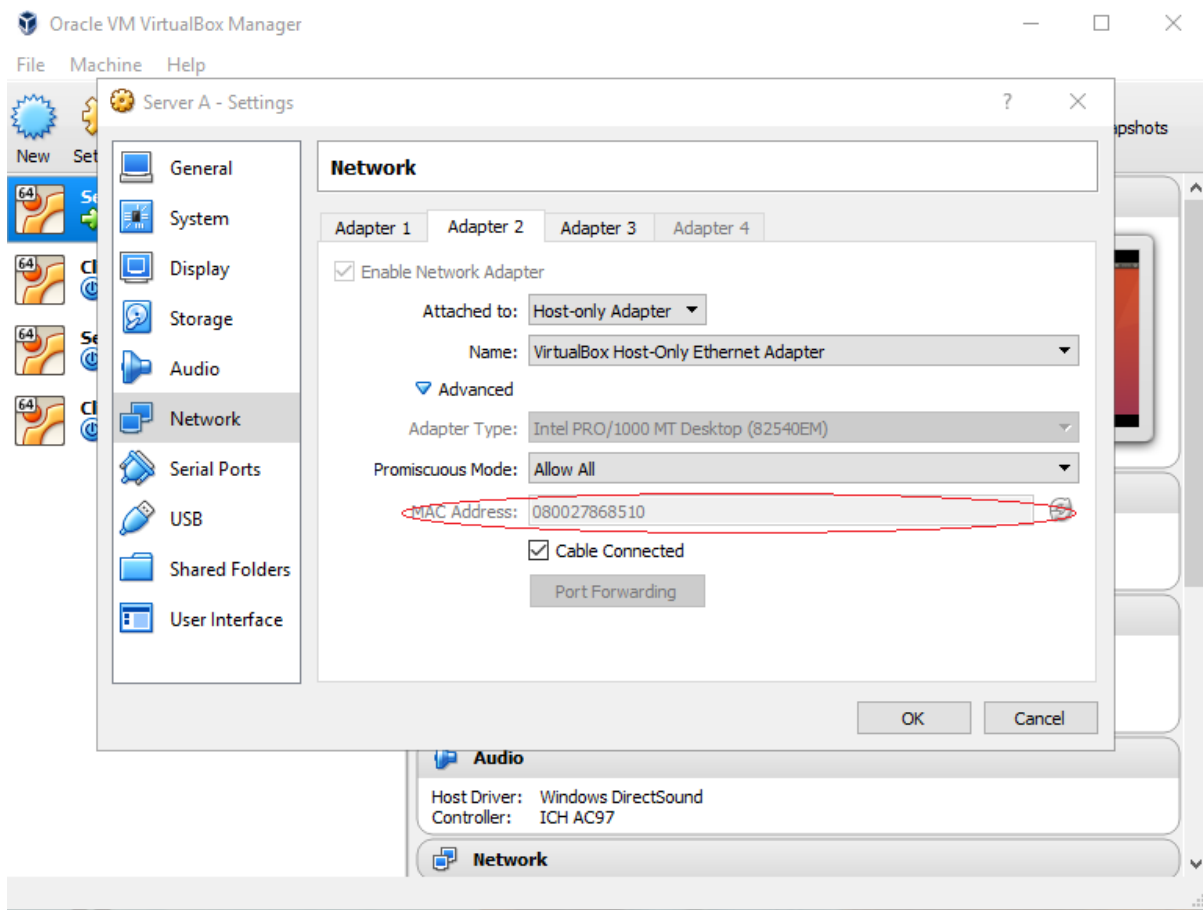 Oracle VM VirtualBox Manager
File Machine Help
Server A - Settings
?
New
General
System
Display
Storage
Audio
Network
Serial Ports
USB
Shared Folders
User Interface
64
64
64
64
Network
Adapter 1 Adapter 2 Adapter 3 Adapter 4
Enable Network Adapter
Attached to: Host-only Adapter
Name: VirtualBox Host-Only Ethernet Adapter
Advanced
Adapter Type: Intel PRO/1000 MT Desktop (82540EM)
Promiscuous Mode: Allow All
MAC Address: 080027868510
Cable Connected
Port Forwarding
OK Cancel
Audio
Host Driver: Windows DirectSound
Controller: ICH AC97
Network